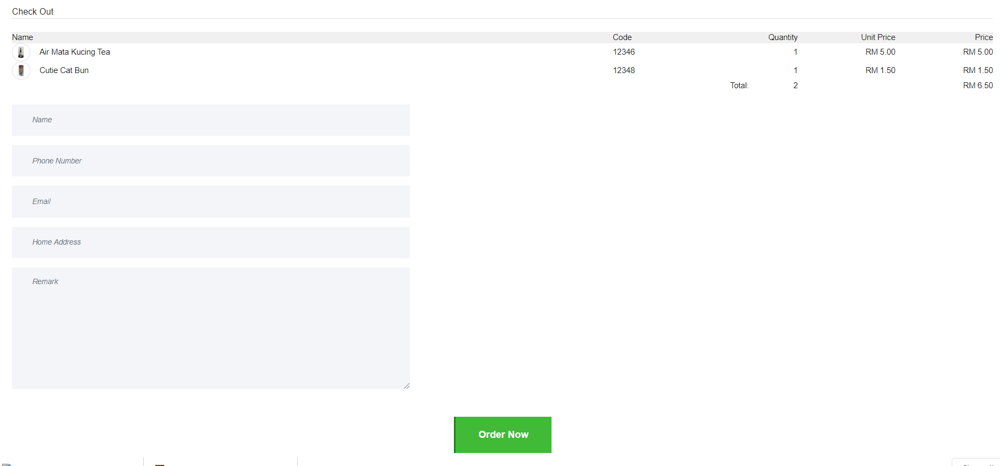 Check Out
Name Code Quantity Unit Price Price
Air Mata Kucing Tea 12346 1 RM 5.00 RM 5.00
Cutie Cat Bun 12348 1 RM 1.50 RM 1.50
Total: 2 RM 6.50
Name
Phone Number
Email
Home Address
Remark
Order Now